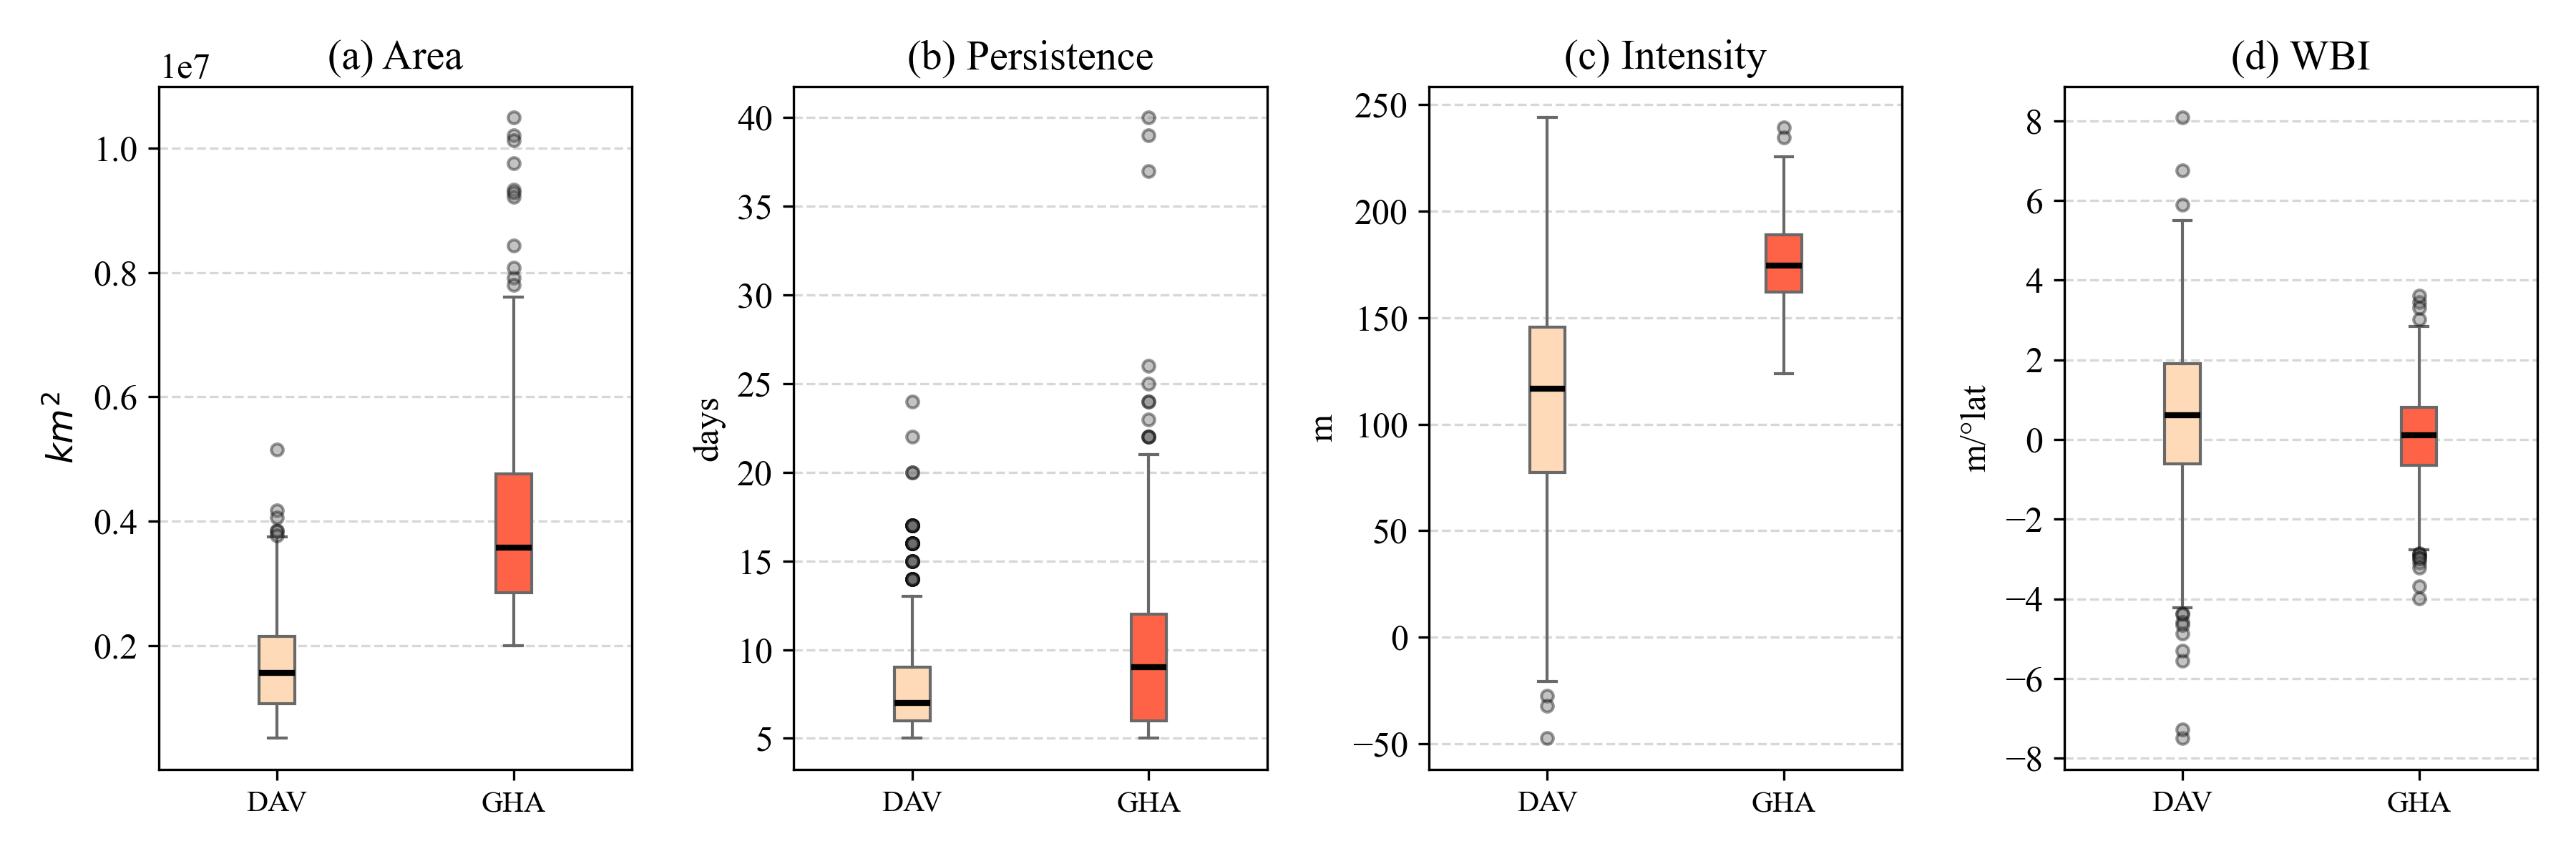 (a) Area
1e7
1.0
0.8
0.6
0.4
0.2
km²
DAV GHA
(b) Persistence
40
35
30
25
20
15
10
5
days
DAV GHA
(c) Intensity
250
200
150
100
50
0
−50
m
DAV GHA
(d) WBI
8
6
4
2
0
−2
−4
−6
−8
m/°lat
DAV GHA